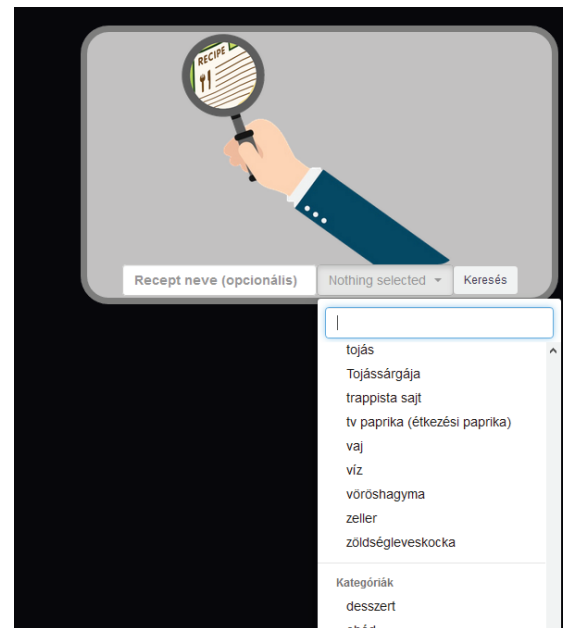 RECIPE
Recept neve (opcionális) Nothing selected Keresés
tojás
Tojássárgája
trappista sajt
tv paprika (étkezési paprika)
vaj
víz
vöröshagyma
zeller
zöldségleveskocka
Kategóriák
desszert